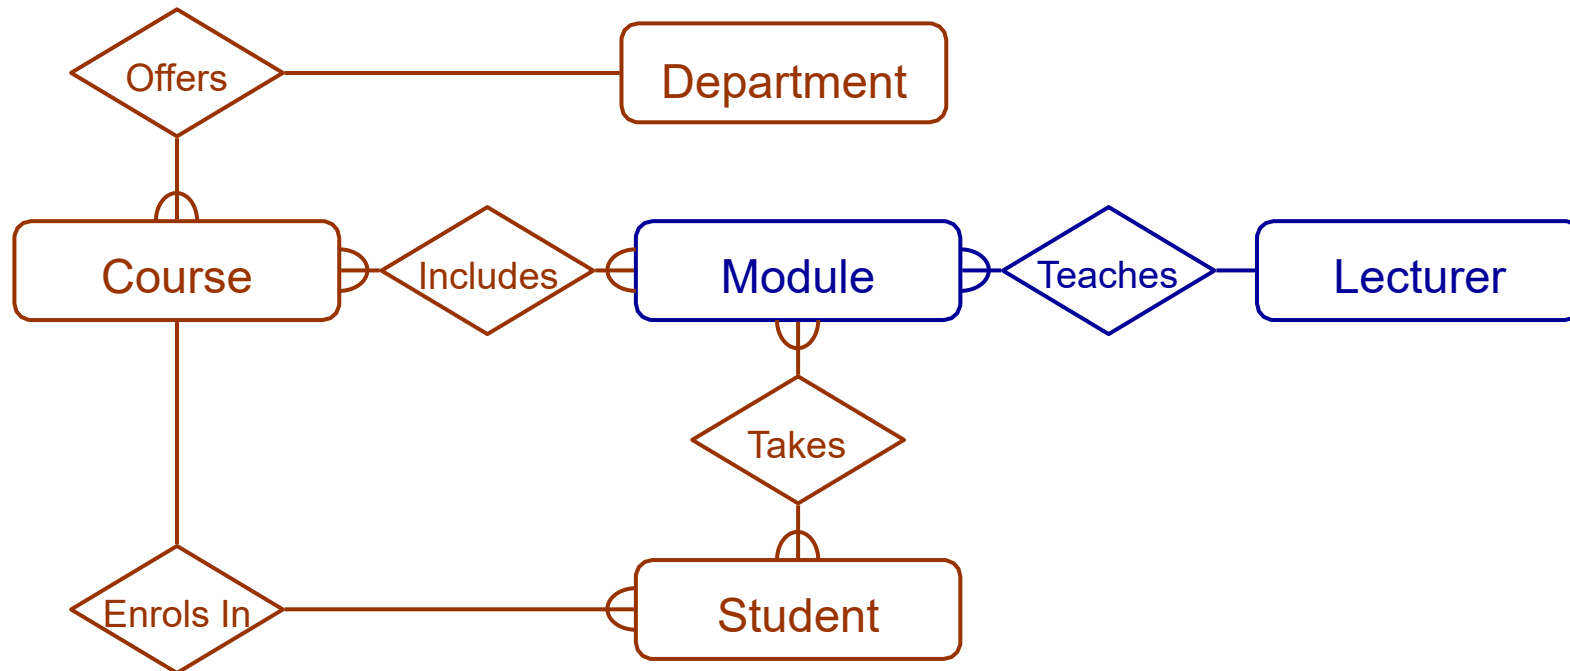 Offers
Department
Course
Includes
Module
Teaches
Lecturer
Takes
Enrols In
Student